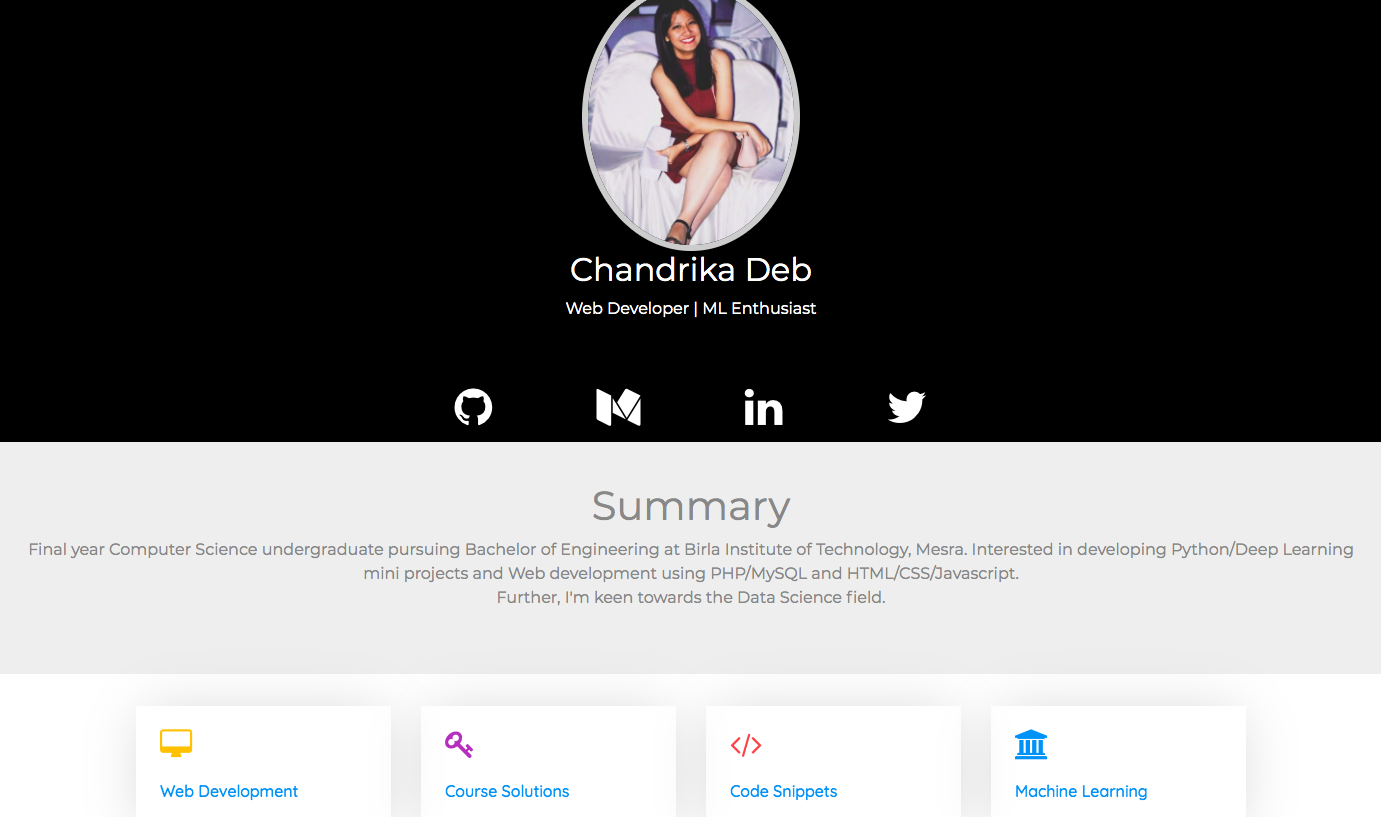 Chandrika Deb
Web Developer | ML Enthusiast
in
Summary
Final year Computer Science undergraduate pursuing Bachelor of Engineering at Birla Institute of Technology, Mesra. Interested in developing Python/Deep Learning
mini projects and Web development using PHP/MySQL and HTML/CSS/Javascript.
Further, I'm keen towards the Data Science field.
Web Development
Course Solutions
Code Snippets
Machine Learning